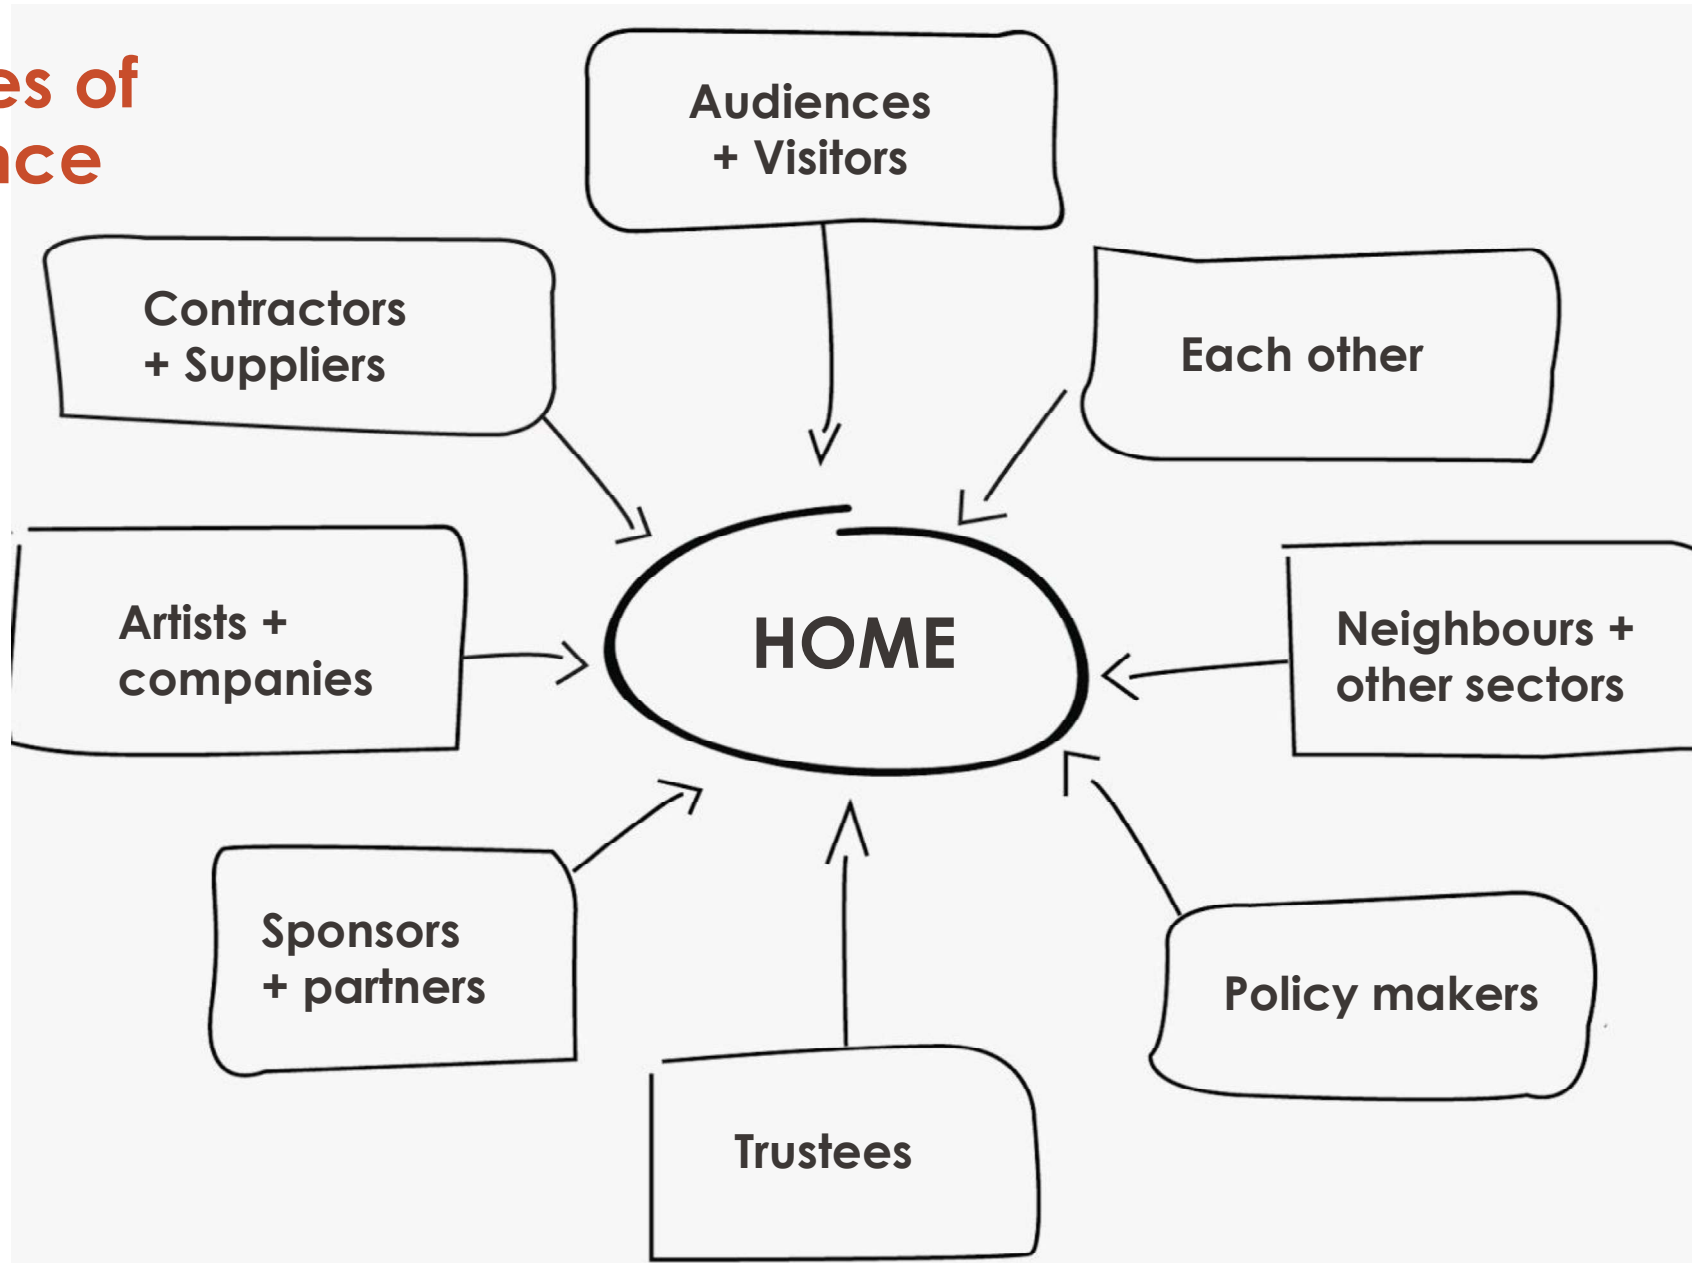 es of
nce
Audiences
+ Visitors
Contractors
+ Suppliers
Each other
Artists +
companies
HOME
Neighbours +
other sectors
Sponsors
+ partners
Policy makers
Trustees